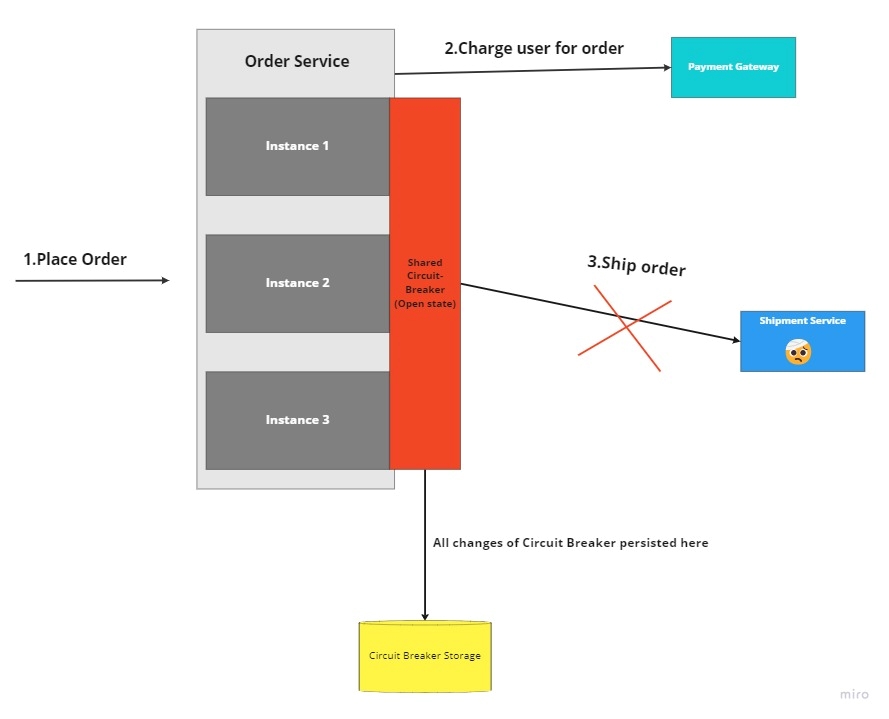 2.Charge user for order
Order Service
Payment Gateway
Instance 1
1.Place Order
Instance 2
Shared
Circuit-
Breaker
(Open state)
3.Ship order
Shipment Service
Instance 3
All changes of Circuit Breaker persisted here
Circuit Breaker Storage
miro